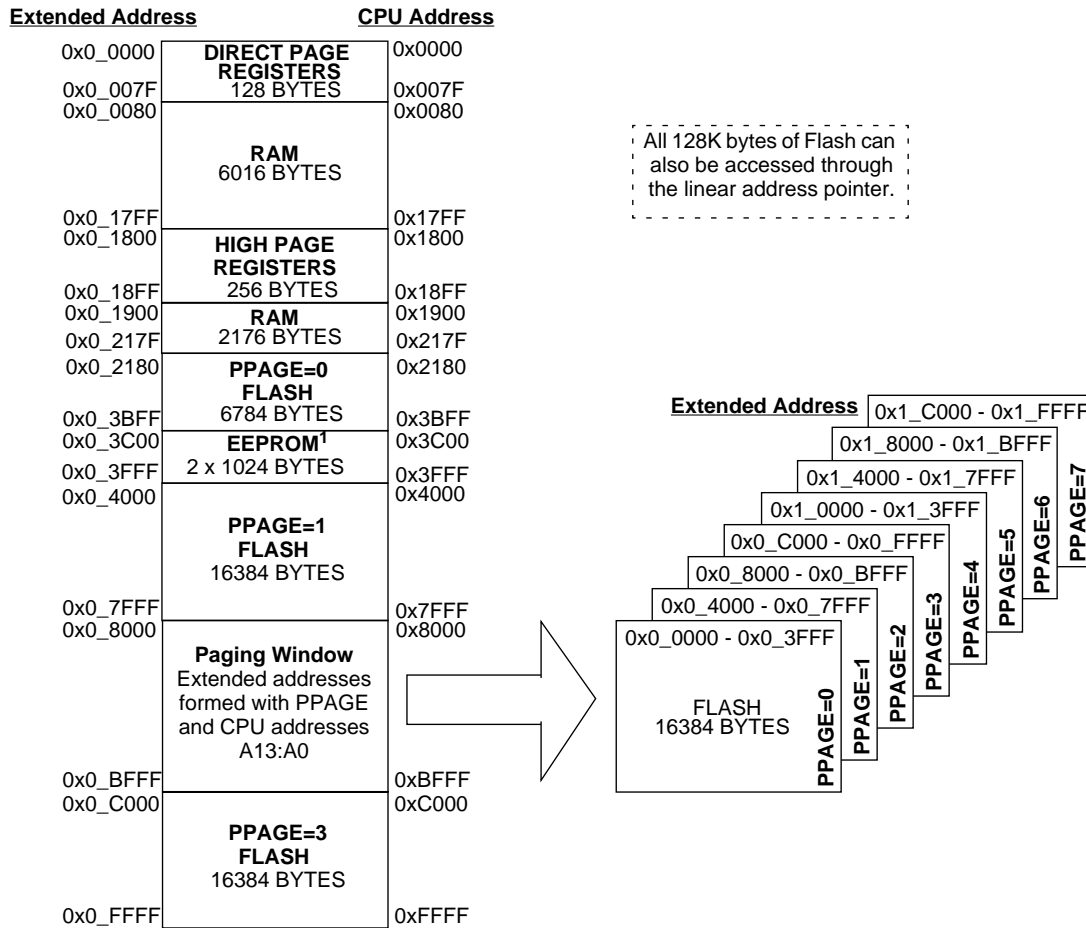 Extended Address
CPU Address
0x0_0000
DIRECT PAGE
REGISTERS
128 BYTES
0x0000
0x0_007F
0x007F
0x0_0080
0x0080
RAM
6016 BYTES
0x0_17FF
0x17FF
0x0_1800
0x1800
HIGH PAGE
REGISTERS
256 BYTES
0x0_18FF
0x18FF
0x0_1900
0x1900
RAM
2176 BYTES
0x0_217F
0x217F
0x0_2180
0x2180
PPAGE=0
FLASH
6784 BYTES
0x0_3BFF
0x3BFF
0x0_3C00
0x3C00
EEPROM1
2 x 1024 BYTES
0x0_3FFF
0x3FFF
0x0_4000
0x4000
PPAGE=1
FLASH
16384 BYTES
0x0_7FFF
0x7FFF
0x0_8000
0x8000
Paging Window
Extended addresses
formed with PPAGE
and CPU addresses
A13:A0
0x0_BFFF
0xBFFF
0x0_C000
0xC000
PPAGE=3
FLASH
16384 BYTES
0x0_FFFF
0xFFFF
All 128K bytes of Flash can
also be accessed through
the linear address pointer.
Extended Address
0x1_C000 - 0x1_FFFF
0x1_8000 - 0x1_BFFF
0x1_4000 - 0x1_7FFF
0x1_0000 - 0x1_3FFF
0x0_C000 - 0x0_FFFF
0x0_8000 - 0x0_BFFF
0x0_4000 - 0x0_7FFF
0x0_0000 - 0x0_3FFF
FLASH
16384 BYTES
PPAGE=0
PPAGE=1
PPAGE=2
PPAGE=3
PPAGE=4
PPAGE=5
PPAGE=6
PPAGE=7